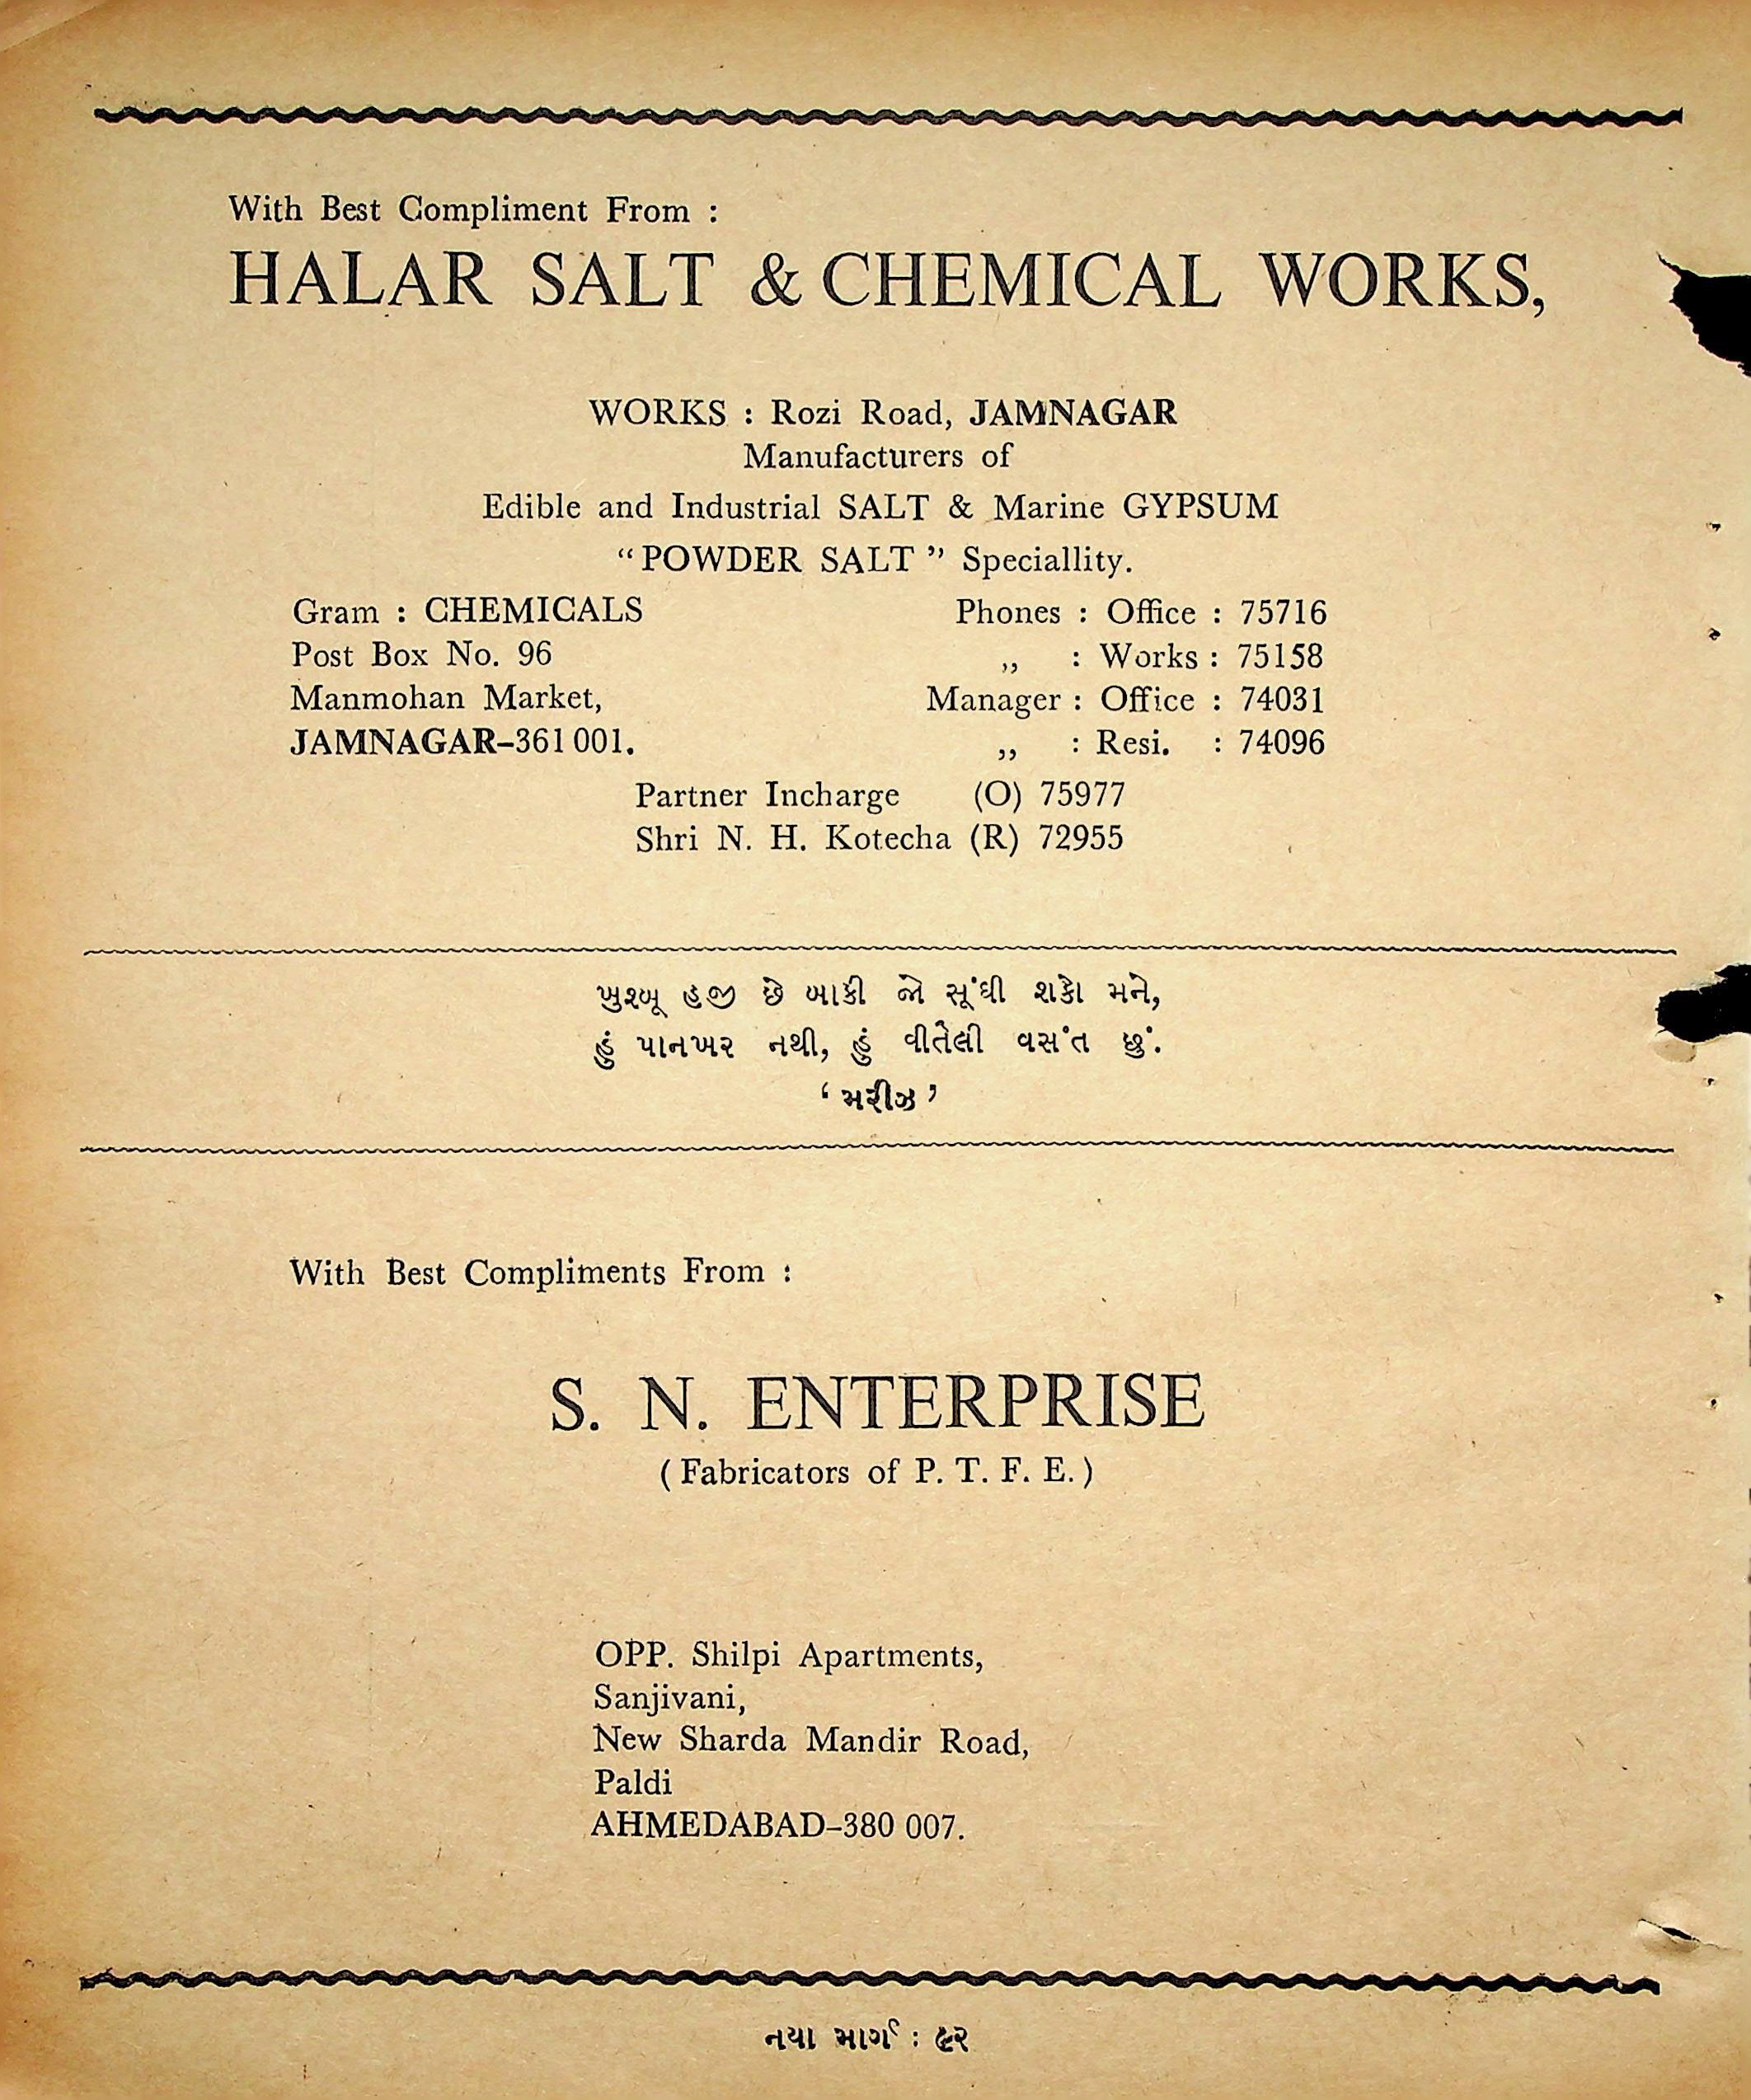 With Best Compliment From :
HALAR SALT & CHEMICAL WORKS,
WORKS : Rozi Road, JAMNAGAR
Manufacturers of
Edible and Industrial SALT & Marine GYPSUM
“POWDER SALT” Speciallity.
Gram : CHEMICALS
Post Box No. 96
Manmohan Market,
JAMNAGAR–361 001.
Phones : Office : 75716
„ : Works : 75158
Manager : Office : 74031
„ : Resi. : 74096
Partner Incharge (O) 75977
Shri N. H. Kotecha (R) 72955
ખુશ્બૂ હજી છે બાકી જો સૂંઘી શકો મને,
હું પાનખર નથી, હું વીતેલી વસંત છું.
‘ મરીઝ ’
With Best Compliments From :
S. N. ENTERPRISE
( Fabricators of P. T. F. E. )
OPP. Shilpi Apartments,
Sanjivani,
New Sharda Mandir Road,
Paldi
AHMEDABAD–380 007.
નયા માર્ગ : ૯૨